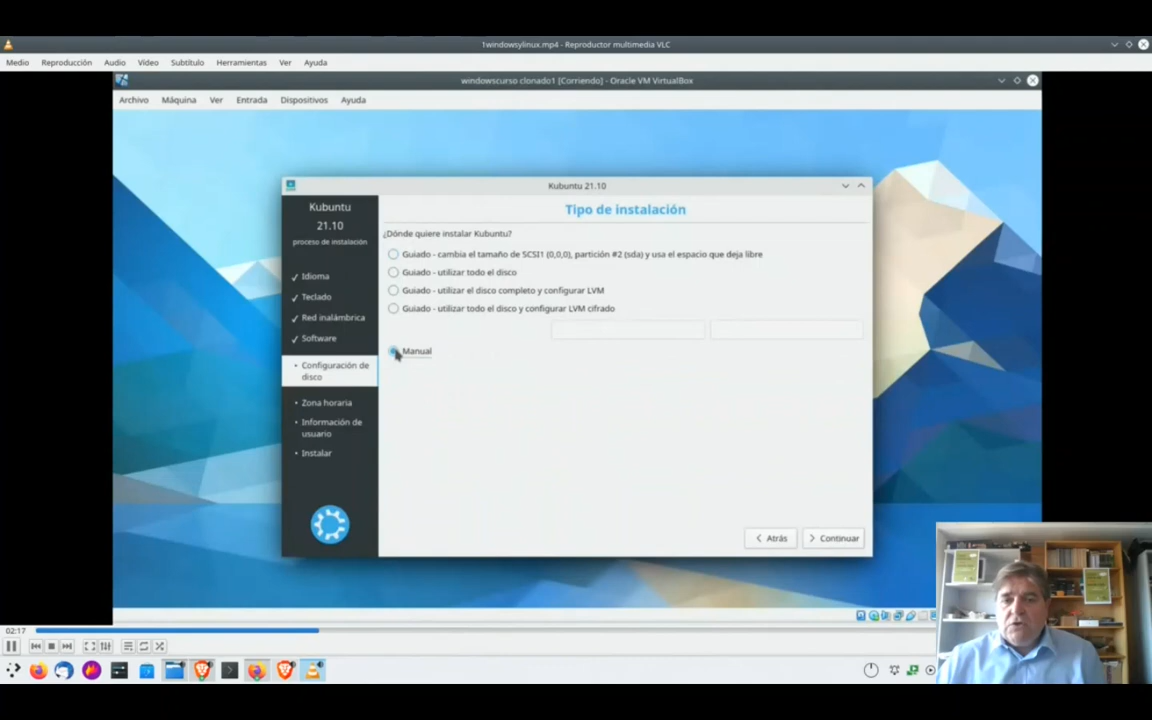 1windowsylinux.mp4 - Reproductor multimedia VLC
Medio Reproducción Audio Vídeo Subtítulo Herramientas Ver Ayuda
windowscurso clonado1 [Corriendo] - Oracle VM VirtualBox
Archivo Máquina Ver Entrada Dispositivos Ayuda
Kubuntu 21.10
Kubuntu
21.10
proceso de instalación
✓ Idioma
✓ Teclado
✓ Red inalámbrica
✓ Software
• Configuración de
disco
• Zona horaria
• Información de
usuario
• Instalar
Tipo de instalación
¿Dónde quiere instalar Kubuntu?
Guiado - cambia el tamaño de SCSI1 (0,0,0), partición #2 (sda) y usa el espacio que deja libre
Guiado - utilizar todo el disco
Guiado - utilizar el disco completo y configurar LVM
Guiado - utilizar todo el disco y configurar LVM cifrado
Manual
Atrás Continuar
02:17